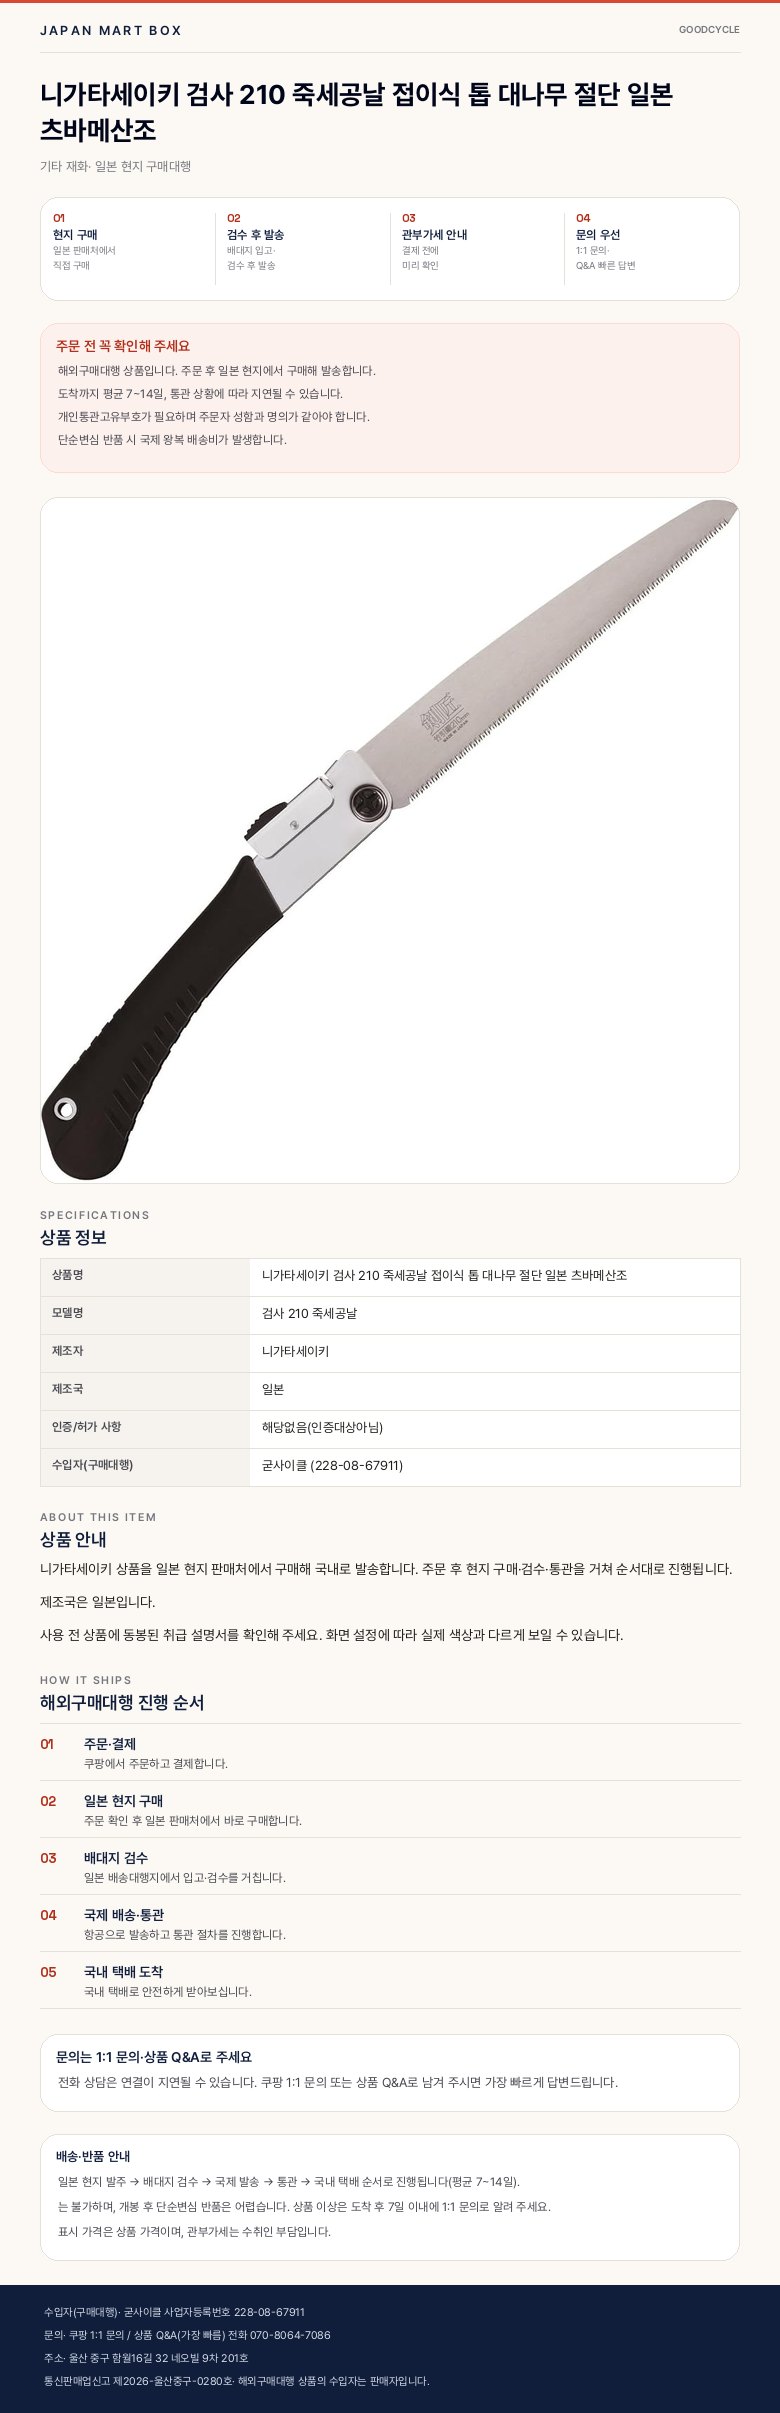 JAPAN MART BOX
GOODCYCLE
니가타세이키 검사 210 죽세공날 접이식 톱 대나무 절단 일본
츠바메산조
기타 재화· 일본 현지 구매대행
01
현지 구매
일본 판매처에서
직접 구매
02
검수 후 발송
배대지 입고·
검수 후 발송
03
관부가세 안내
결제 전에
미리 확인
04
문의 우선
1:1 문의·
Q&A 빠른 답변
주문 전 꼭 확인해 주세요
해외구매대행 상품입니다. 주문 후 일본 현지에서 구매해 발송합니다.
도착까지 평균 7~14일, 통관 상황에 따라 지연될 수 있습니다.
개인통관고유부호가 필요하며 주문자 성함과 명의가 같아야 합니다.
단순변심 반품 시 국제 왕복 배송비가 발생합니다.
MADE IN JAPAN
SPECIFICATIONS
상품 정보
상품명 니가타세이키 검사 210 죽세공날 접이식 톱 대나무 절단 일본 츠바메산조
모델명 검사 210 죽세공날
제조자 니가타세이키
제조국 일본
인증/허가 사항 해당없음(인증대상아님)
수입자(구매대행) 굳사이클 (228-08-67911)
ABOUT THIS ITEM
상품 안내
니가타세이키 상품을 일본 현지 판매처에서 구매해 국내로 발송합니다. 주문 후 현지 구매·검수·통관을 거쳐 순서대로 진행됩니다.
제조국은 일본입니다.
사용 전 상품에 동봉된 취급 설명서를 확인해 주세요. 화면 설정에 따라 실제 색상과 다르게 보일 수 있습니다.
HOW IT SHIPS
해외구매대행 진행 순서
01 주문·결제
쿠팡에서 주문하고 결제합니다.
02 일본 현지 구매
주문 확인 후 일본 판매처에서 바로 구매합니다.
03 배대지 검수
일본 배송대행지에서 입고·검수를 거칩니다.
04 국제 배송·통관
항공으로 발송하고 통관 절차를 진행합니다.
05 국내 택배 도착
국내 택배로 안전하게 받아보십니다.
문의는 1:1 문의·상품 Q&A로 주세요
전화 상담은 연결이 지연될 수 있습니다. 쿠팡 1:1 문의 또는 상품 Q&A로 남겨 주시면 가장 빠르게 답변드립니다.
배송·반품 안내
일본 현지 발주 → 배대지 검수 → 국제 발송 → 통관 → 국내 택배 순서로 진행됩니다(평균 7~14일).
는 불가하며, 개봉 후 단순변심 반품은 어렵습니다. 상품 이상은 도착 후 7일 이내에 1:1 문의로 알려 주세요.
표시 가격은 상품 가격이며, 관부가세는 수취인 부담입니다.
수입자(구매대행)· 굳사이클 사업자등록번호 228-08-67911
문의· 쿠팡 1:1 문의 / 상품 Q&A(가장 빠름) 전화 070-8064-7086
주소· 울산 중구 함월16길 32 네오빌 9차 201호
통신판매업신고 제2026-울산중구-0280호· 해외구매대행 상품의 수입자는 판매자입니다.